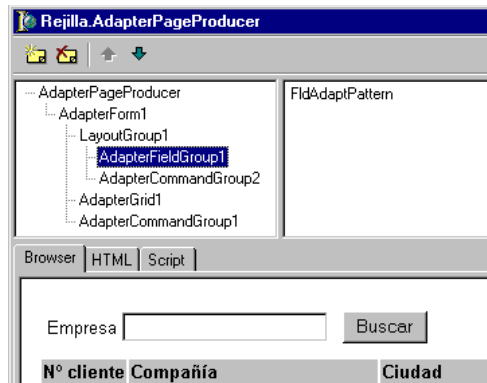 Rejilla.AdapterPageProducer
AdapterPageProducer
AdapterForm1
LayoutGroup1
AdapterFieldGroup1
AdapterCommandGroup2
AdapterGrid1
AdapterCommandGroup1
FldAdaptPattern
Browser HTML Script
Empresa Buscar
Nº cliente Compañía Ciudad